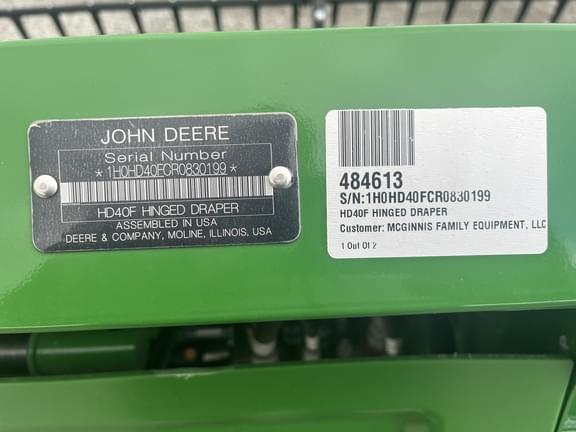 JOHN DEERE
Serial Number
*1H0HD40FCR0830199*
HD40F HINGED DRAPER
ASSEMBLED IN USA
DEERE & COMPANY, MOLINE, ILLINOIS, USA
484613
S/N:1H0HD40FCR0830199
HD40F HINGED DRAPER
Customer: MCGINNIS FAMILY EQUIPMENT, LLC
1 Out Of 2